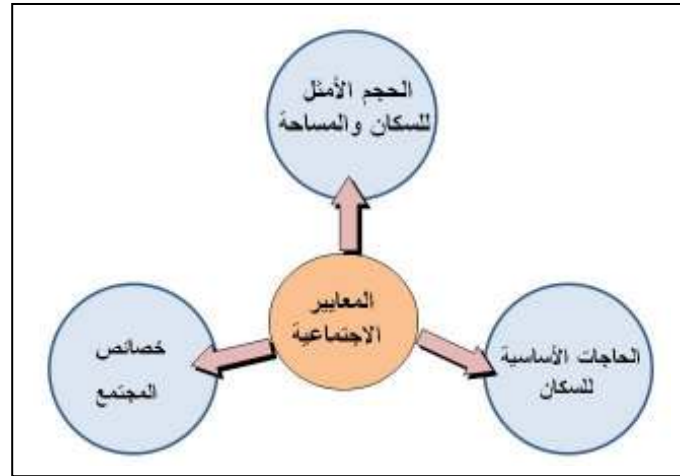 الحجم الأمثل
للسكان والمساحة
المعايير
الاجتماعية
الحاجات الأساسية
للسكان
خصائص
المجتمع